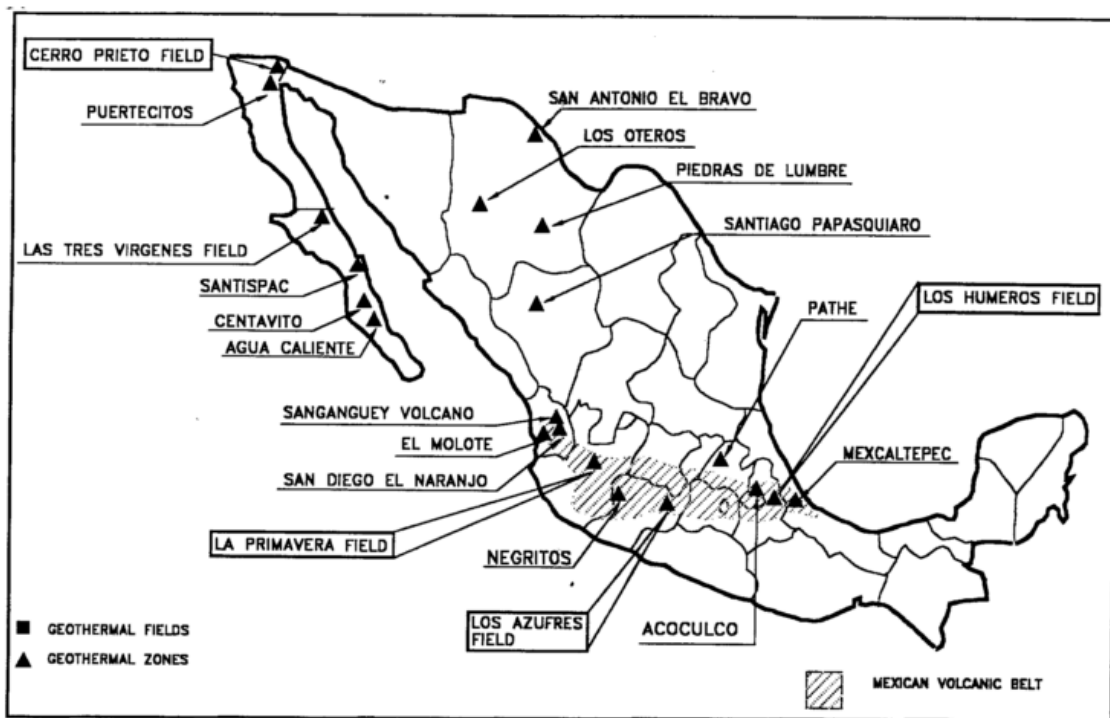 CERRO PRIETO FIELD
PUERTECITOS
SAN ANTONIO EL BRAVO
LOS OTEROS
PIEDRAS DE LUMBRE
SANTIAGO PAPASQUIARO
LAS TRES VIRGENES FIELD
SANTISPAC
CENTAVITO
AGUA CALIENTE
LOS HUMEROS FIELD
PATHE
SANGANGUEY VOLCANO
EL MOLOTE
MEXCALTEPEC
SAN DIEGO EL NARANJO
LA PRIMAVERA FIELD
NEGRITOS
LOS AZUFRES
FIELD
ACOCULCO
GEOTHERMAL FIELDS
GEOTHERMAL ZONES
MEXICAN VOLCANIC BELT